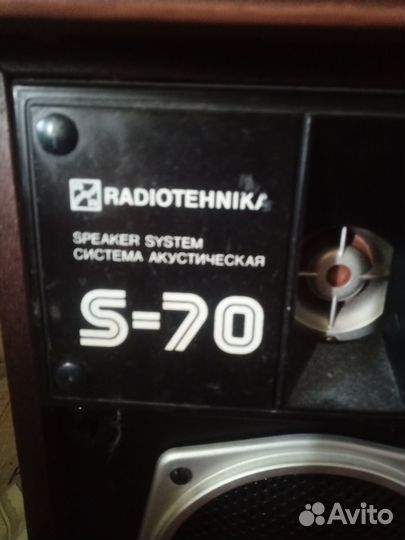 RADIOTEHNIKA
SPEAKER SYSTEM
СИСТЕМА АКУСТИЧЕСКАЯ
S-70
Avito